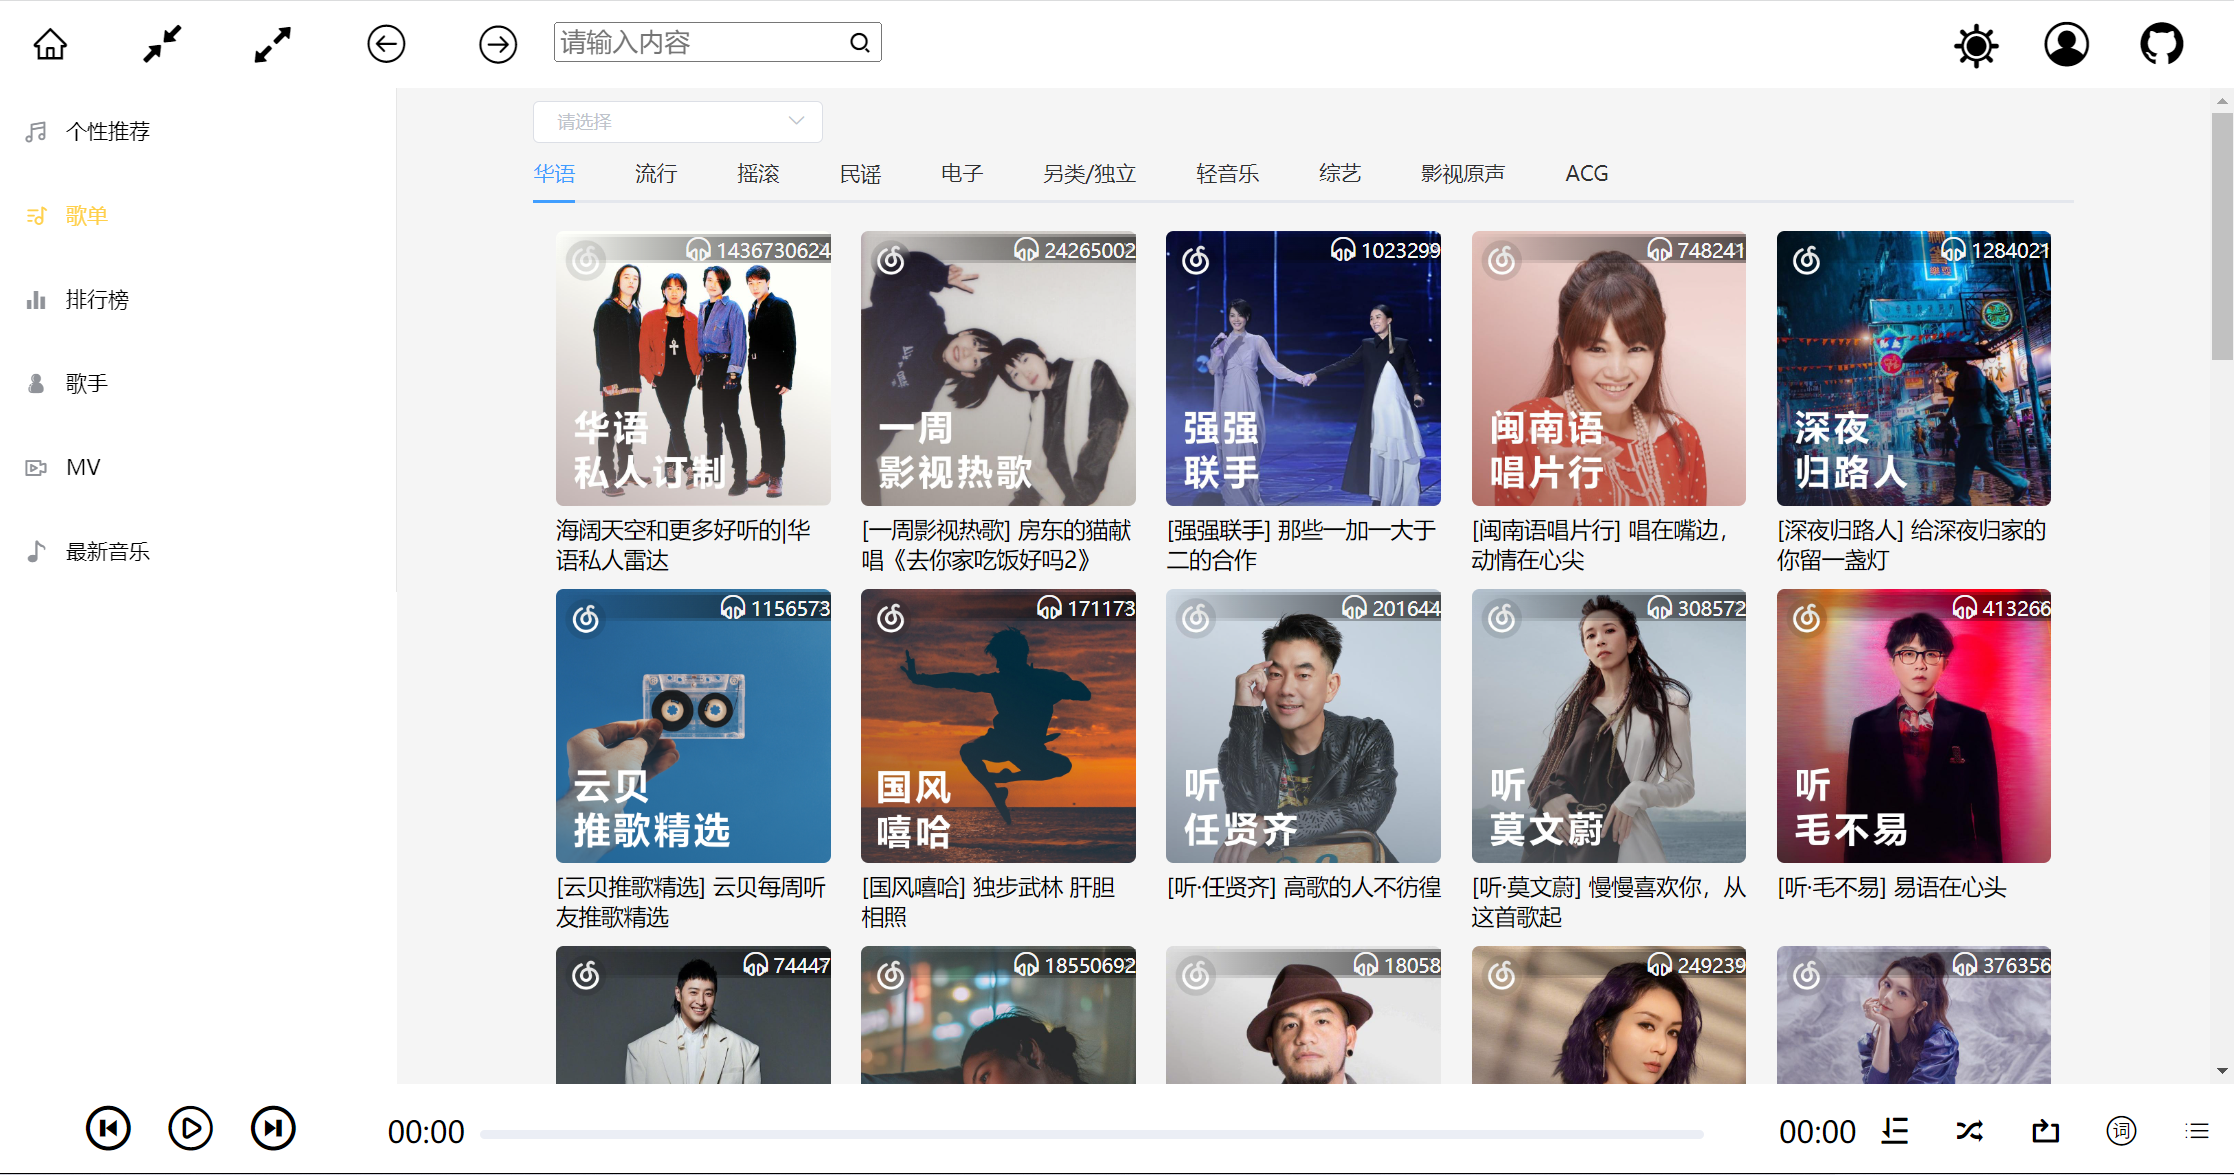 请输入内容
个性推荐
歌单
排行榜
歌手
MV
最新音乐
请选择
华语 流行 摇滚 民谣 电子 另类/独立 轻音乐 综艺 影视原声 ACG
1436730624
华语
私人订制
海阔天空和更多好听的|华
语私人雷达
24265002
一周
影视热歌
[一周影视热歌] 房东的猫献
唱《去你家吃饭好吗2》
1023299
强强
联手
[强强联手] 那些一加一大于
二的合作
748241
闽南语
唱片行
[闽南语唱片行] 唱在嘴边，
动情在心尖
1284021
深夜
归路人
[深夜归路人] 给深夜归家的
你留一盏灯
1156573
云贝
推歌精选
[云贝推歌精选] 云贝每周听
友推歌精选
171173
国风
嘻哈
[国风嘻哈] 独步武林 肝胆
相照
201644
听
任贤齐
[听·任贤齐] 高歌的人不彷徨
308572
听
莫文蔚
[听·莫文蔚] 慢慢喜欢你，从
这首歌起
413266
听
毛不易
[听·毛不易] 易语在心头
74447
18550692
18058
249239
376356
00:00
00:00
词